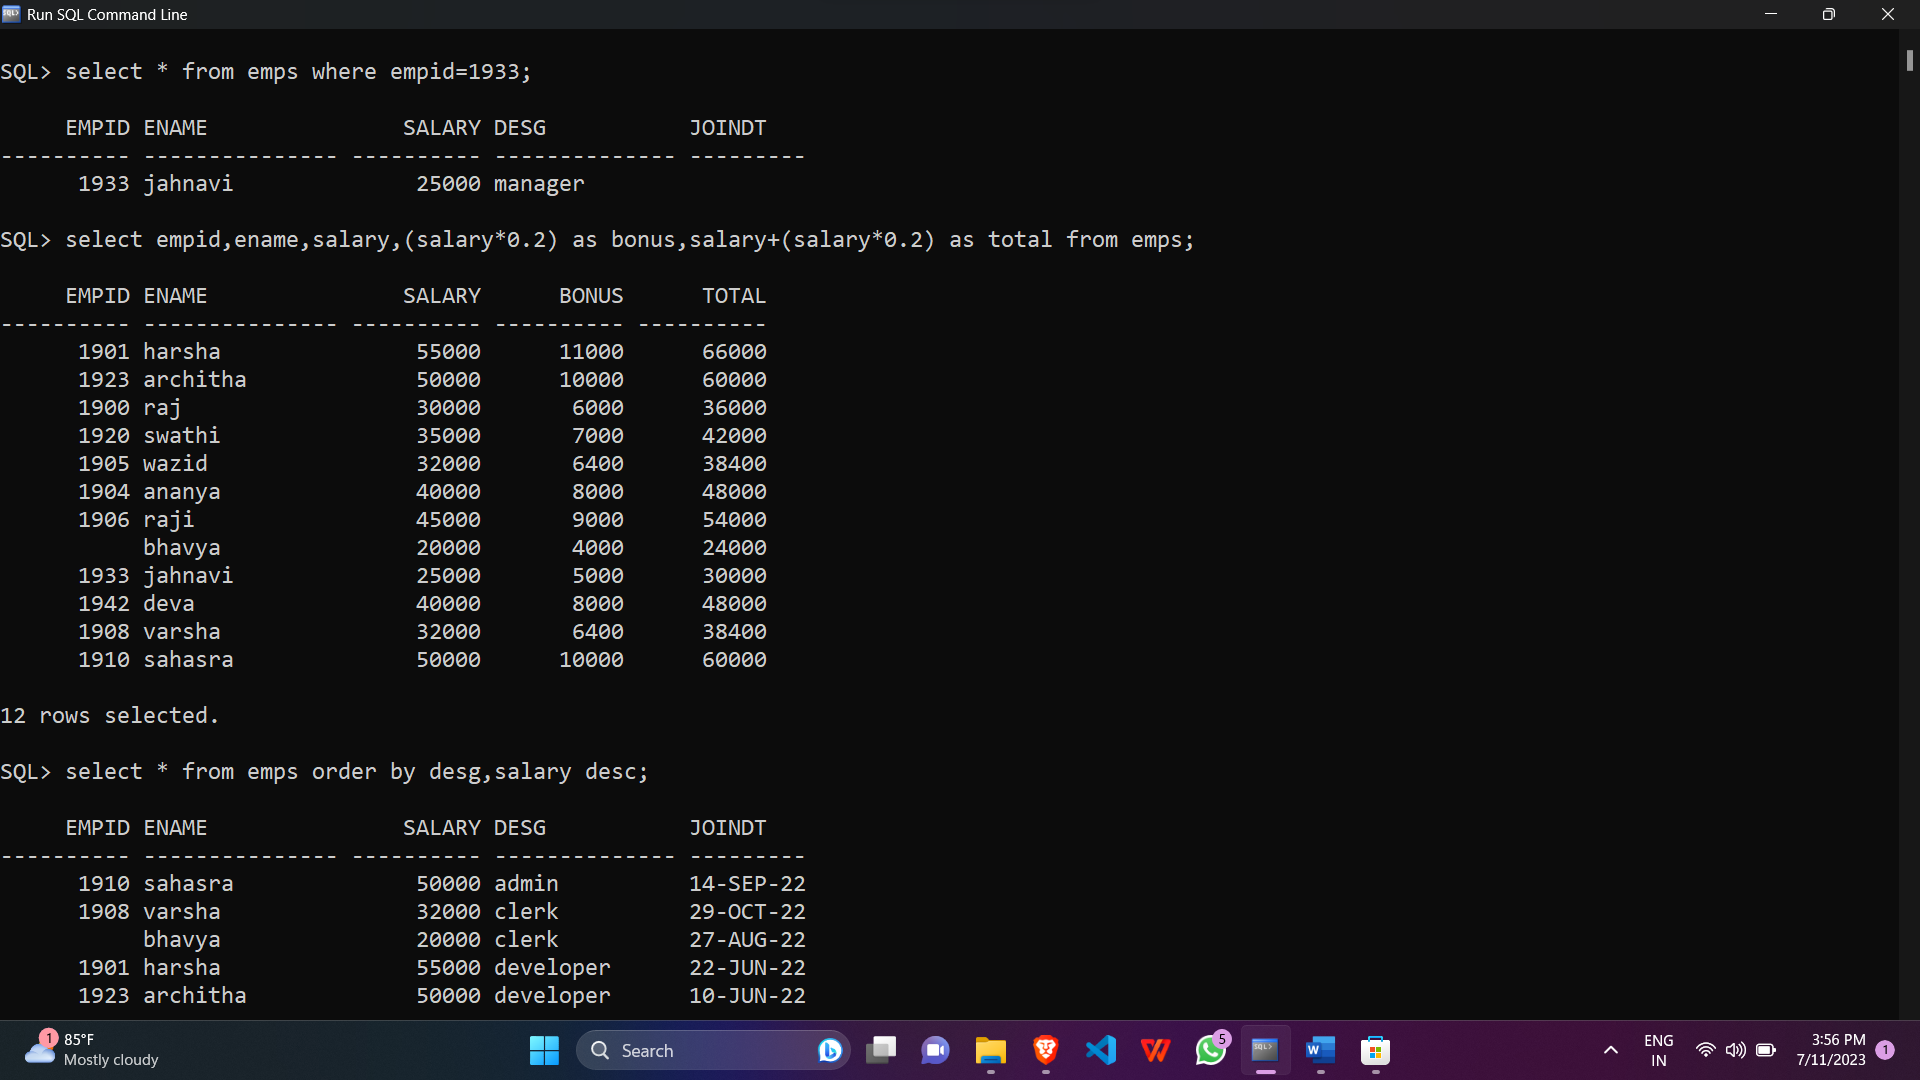 Run SQL Command Line
SQL> select * from emps where empid=1933;
     EMPID ENAME               SALARY DESG           JOINDT
---------- --------------- ---------- -------------- ---------
      1933 jahnavi              25000 manager
SQL> select empid,ename,salary,(salary*0.2) as bonus,salary+(salary*0.2) as total from emps;
     EMPID ENAME               SALARY      BONUS      TOTAL
---------- --------------- ---------- ---------- ----------
      1901 harsha               55000      11000      66000
      1923 architha             50000      10000      60000
      1900 raj                  30000       6000      36000
      1920 swathi               35000       7000      42000
      1905 wazid                32000       6400      38400
      1904 ananya               40000       8000      48000
      1906 raji                 45000       9000      54000
           bhavya               20000       4000      24000
      1933 jahnavi              25000       5000      30000
      1942 deva                 40000       8000      48000
      1908 varsha               32000       6400      38400
      1910 sahasra              50000      10000      60000
12 rows selected.
SQL> select * from emps order by desg,salary desc;
     EMPID ENAME               SALARY DESG           JOINDT
---------- --------------- ---------- -------------- ---------
      1910 sahasra              50000 admin          14-SEP-22
      1908 varsha               32000 clerk          29-OCT-22
           bhavya               20000 clerk          27-AUG-22
      1901 harsha               55000 developer      22-JUN-22
      1923 architha             50000 developer      10-JUN-22
1
85°F
Mostly cloudy
Search
5
SQL>
W
ENG
IN
3:56 PM
7/11/2023
1